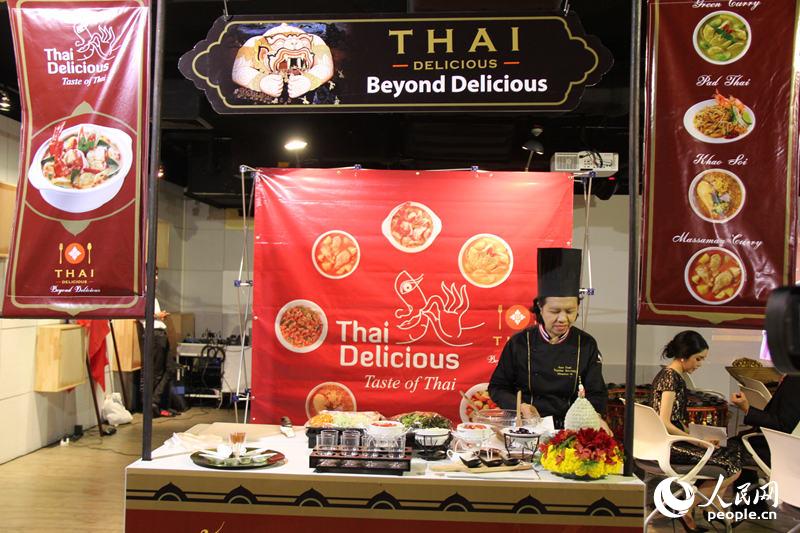 THAI
DELICIOUS
Beyond Delicious
Thai
Delicious
Taste of Thai
THAI
DELICIOUS
Beyond Delicious
Thai
Delicious
Taste of Thai
Green Curry
Pad Thai
Khao Soi
Massaman Curry
人民网
people.cn